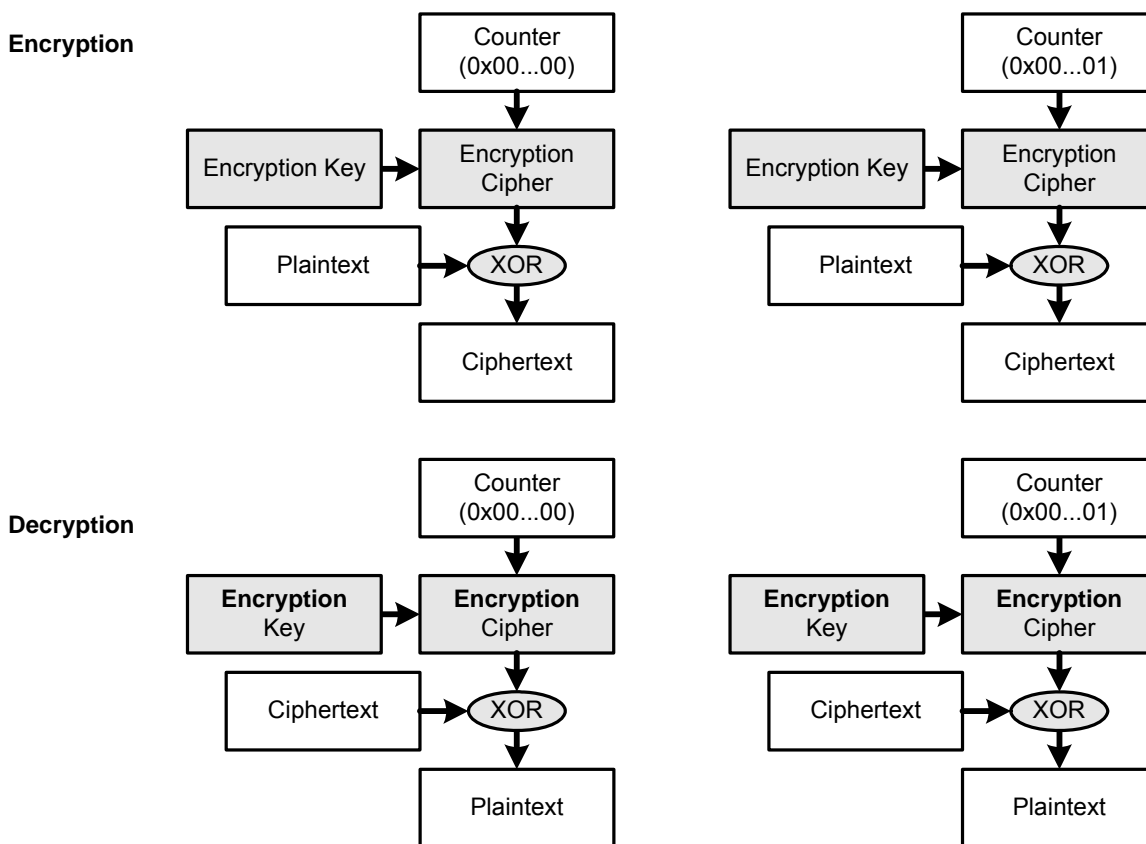 Encryption
Counter
(0x00...00)
Counter
(0x00...01)
Encryption Key
Encryption
Cipher
Encryption Key
Encryption
Cipher
Plaintext
XOR
Plaintext
XOR
Ciphertext
Ciphertext
Decryption
Counter
(0x00...00)
Counter
(0x00...01)
Encryption
Key
Encryption
Cipher
Encryption
Key
Encryption
Cipher
Ciphertext
XOR
Ciphertext
XOR
Plaintext
Plaintext